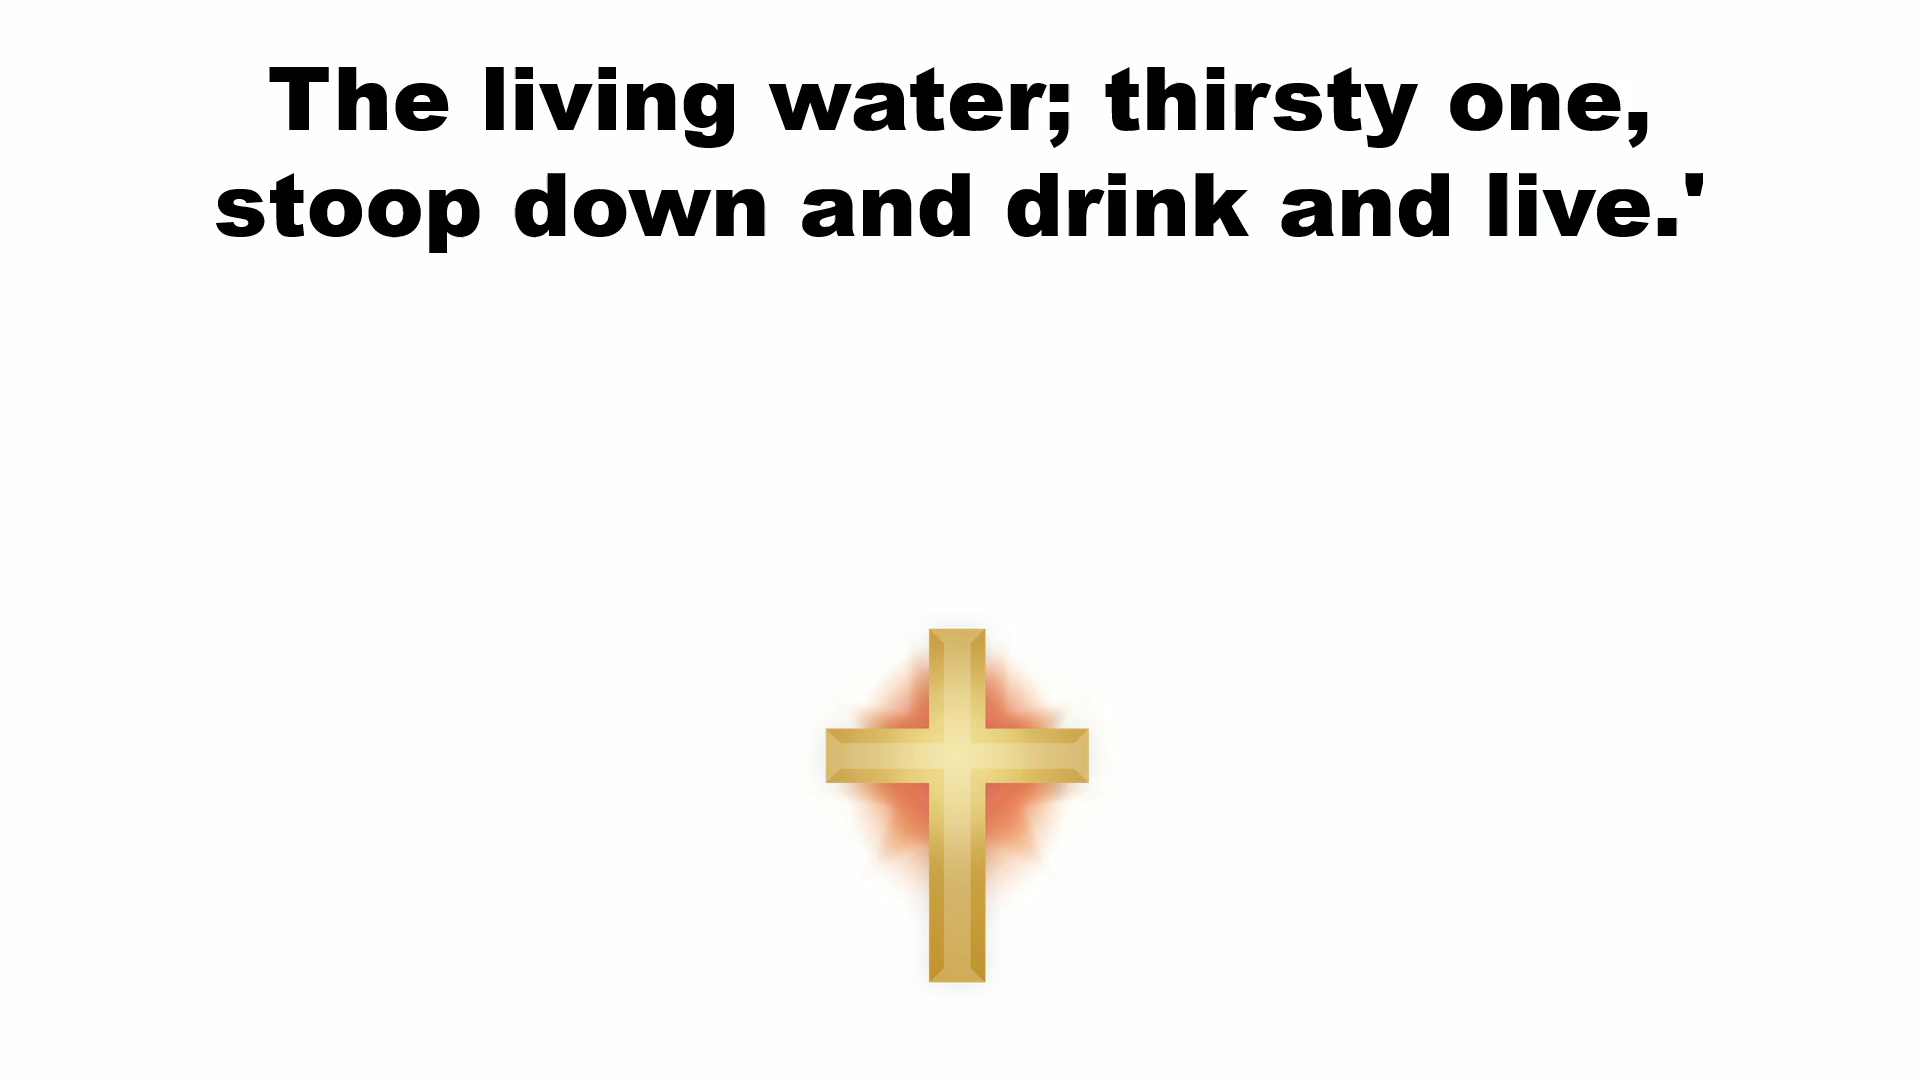 The living water; thirsty one,
stoop down and drink and live.'